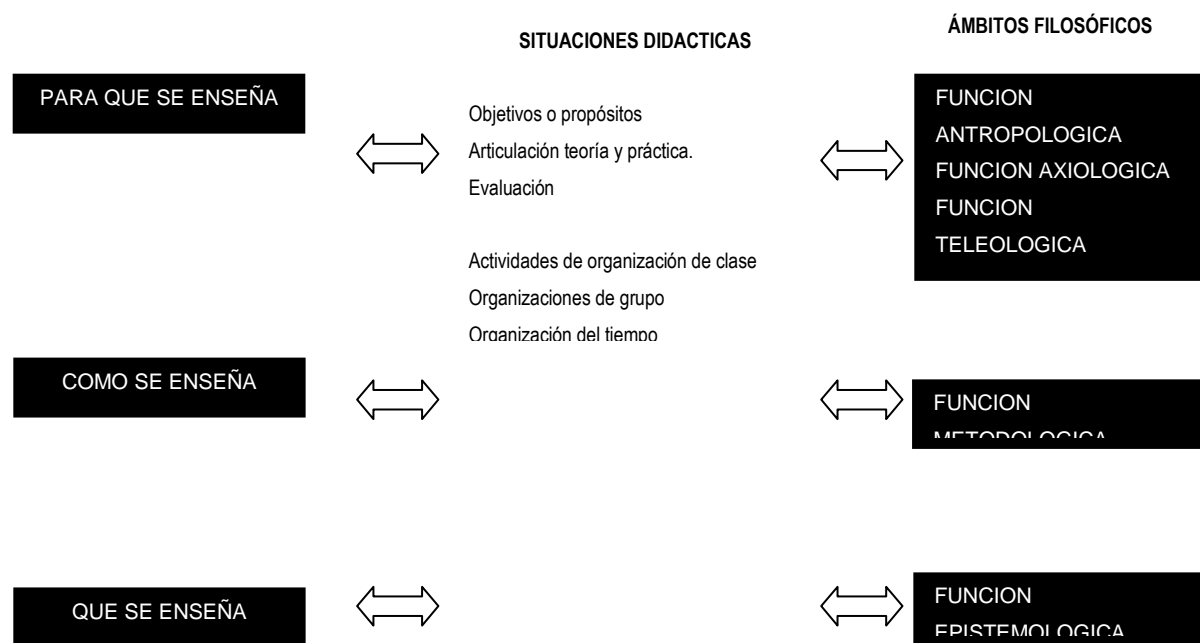 SITUACIONES DIDACTICAS
ÁMBITOS FILOSÓFICOS
PARA QUE SE ENSEÑA
Objetivos o propósitos
Articulación teoría y práctica.
Evaluación
Actividades de organización de clase
Organizaciones de grupo
Organización del tiempo
FUNCION
ANTROPOLOGICA
FUNCION AXIOLOGICA
FUNCION
TELEOLOGICA
COMO SE ENSEÑA
FUNCION
METODOLOGICA
QUE SE ENSEÑA
FUNCION
EPISTEMOLOGICA